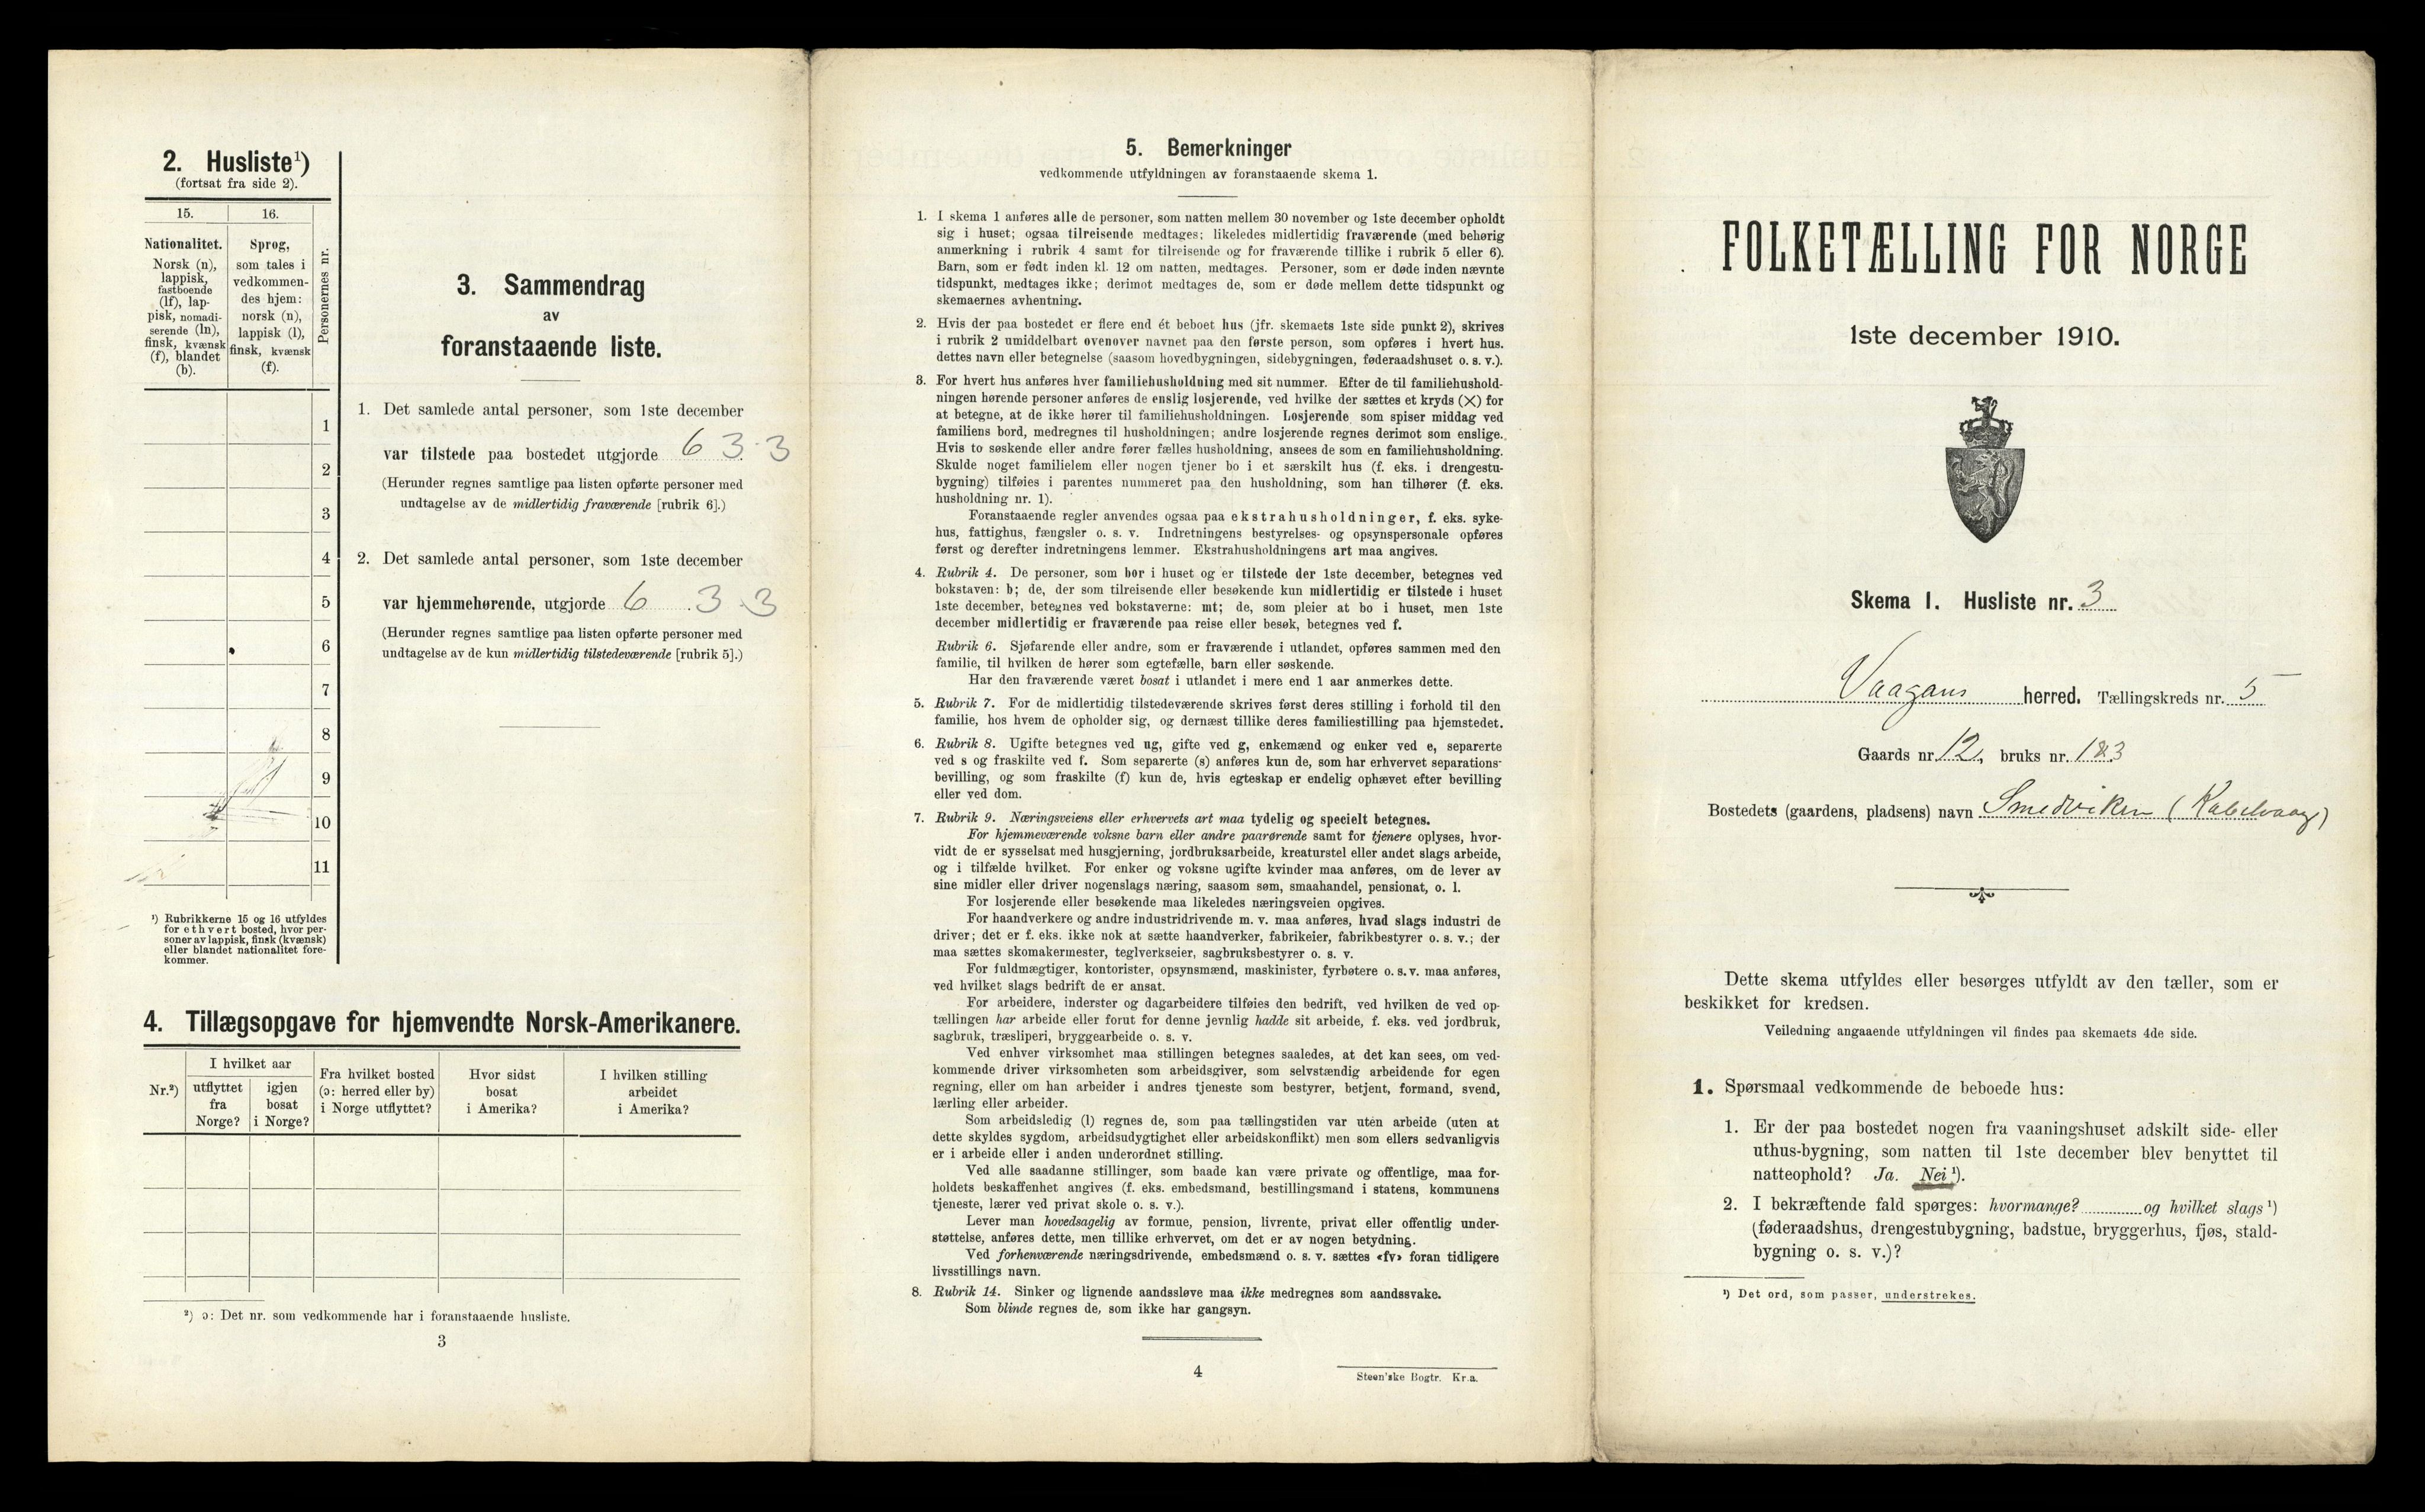 2. Husliste¹)
(fortsat fra side 2).
15.
16.
Nationalitet.
Norsk (n),
lappisk,
fastboende
(lf), lap-
pisk, nomadi-
serende (ln),
finsk, kvænsk
(f), blandet
(b).
Sprog,
som tales i
vedkommen-
des hjem:
norsk (n),
lappisk (l),
finsk, kvænsk
(f).
Personernes nr.
1
2
3
4
5
6
7
8
9
10
11
¹) Rubrikkerne 15 og 16 utfyldes
for ethvert bosted, hvor per-
soner av lappisk, finsk (kvænsk)
eller blandet nationalitet fore-
kommer.
3. Sammendrag
av
foranstaaende liste.
1. Det samlede antal personer, som 1ste december
var tilstede paa bostedet utgjorde 6 3-3
(Herunder regnes samtlige paa listen opførte personer med
undtagelse av de midlertidig fraværende [rubrik 6].)
2. Det samlede antal personer, som 1ste december
var hjemmehørende, utgjorde 6 3-3
(Herunder regnes samtlige paa listen opførte personer med
undtagelse av de kun midlertidig tilstedeværende [rubrik 5].)
4. Tillægsopgave for hjemvendte Norsk-Amerikanere.
Nr.²)
I hvilket aar
utflyttet
fra
Norge?
igjen
bosat
i Norge?
Fra hvilket bosted
(ɔ: herred eller by)
i Norge utflyttet?
Hvor sidst
bosat
i Amerika?
I hvilken stilling
arbeidet
i Amerika?
²) ɔ: Det nr. som vedkommende har i foranstaaende husliste.
3
5. Bemerkninger
vedkommende utfyldningen av foranstaaende skema 1.
1. I skema 1 anføres alle de personer, som natten mellem 30 november og 1ste december opholdt
sig i huset; ogsaa tilreisende medtages; likeledes midlertidig fraværende (med behørig
anmerkning i rubrik 4 samt for tilreisende og for fraværende tillike i rubrik 5 eller 6).
Barn, som er født inden kl. 12 om natten, medtages. Personer, som er døde inden nævnte
tidspunkt, medtages ikke; derimot medtages de, som er døde mellem dette tidspunkt og
skemaernes avhentning.
2. Hvis der paa bostedet er flere end ét beboet hus (jfr. skemaets 1ste side punkt 2), skrives
i rubrik 2 umiddelbart ovenover navnet paa den første person, som opføres i hvert hus.
dettes navn eller betegnelse (saasom hovedbygningen, sidebygningen, føderaadshuset o. s. v.).
3. For hvert hus anføres hver familiehusholdning med sit nummer. Efter de til familiehushold-
ningen hørende personer anføres de enslig losjerende, ved hvilke der sættes et kryds (X) for
at betegne, at de ikke hører til familiehusholdningen. Losjerende som spiser middag ved
familiens bord, medregnes til husholdningen; andre losjerende regnes derimot som enslige.
Hvis to søskende eller andre fører fælles husholdning, ansees de som en familiehusholdning.
Skulde noget familielem eller nogen tjener bo i et særskilt hus (f. eks. i drengestu-
bygning) tilføies i parentes nummeret paa den husholdning, som han tilhører (f. eks.
husholdning nr. 1).
Foranstaaende regler anvendes ogsaa paa ekstrahusholdninger, f. eks. syke-
hus, fattighus, fængsler o. s. v. Indretningens bestyrelses- og opsynspersonale opføres
først og derefter indretningens lemmer. Ekstrahusholdningens art maa angives.
4. Rubrik 4. De personer, som bor i huset og er tilstede der 1ste december, betegnes ved
bokstaven: b; de, der som tilreisende eller besøkende kun midlertidig er tilstede i huset
1ste december, betegnes ved bokstaverne: mt; de, som pleier at bo i huset, men 1ste
december midlertidig er fraværende paa reise eller besøk, betegnes ved f.
Rubrik 6. Sjøfarende eller andre, som er fraværende i utlandet, opføres sammen med den
familie, til hvilken de hører som egtefælle, barn eller søskende.
Har den fraværende været bosat i utlandet i mere end 1 aar anmerkes dette.
5. Rubrik 7. For de midlertidig tilstedeværende skrives først deres stilling i forhold til den
familie, hos hvem de opholder sig, og dernæst tillike deres familiestilling paa hjemstedet.
6. Rubrik 8. Ugifte betegnes ved ug, gifte ved g, enkemænd og enker ved e, separerte
ved s og fraskilte ved f. Som separerte (s) anføres kun de, som har erhvervet separations-
bevilling, og som fraskilte (f) kun de, hvis egteskap er endelig ophævet efter bevilling
eller ved dom.
7. Rubrik 9. Næringsveiens eller erhvervets art maa tydelig og specielt betegnes.
For hjemmeværende voksne barn eller andre paarørende samt for tjenere oplyses, hvor-
vidt de er sysselsat med husgjerning, jordbruksarbeide, kreaturstel eller andet slags arbeide,
og i tilfælde hvilket. For enker og voksne ugifte kvinder maa anføres, om de lever av
sine midler eller driver nogenslags næring, saasom søm, smaahandel, pensionat, o. l.
For losjerende eller besøkende maa likeledes næringsveien opgives.
For haandverkere og andre industridrivende m. v. maa anføres, hvad slags industri de
driver; det er f. eks. ikke nok at sætte haandverker, fabrikeier, fabrikbestyrer o. s. v.; der
maa sættes skomakermester, teglverkseier, sagbruksbestyrer o. s. v.
For fuldmægtiger, kontorister, opsynsmænd, maskinister, fyrbøtere o. s. v. maa anføres,
ved hvilket slags bedrift de er ansat.
For arbeidere, inderster og dagarbeidere tilføies den bedrift, ved hvilken de ved op-
tællingen har arbeide eller forut for denne jevnlig hadde sit arbeide, f. eks. ved jordbruk,
sagbruk, træsliperi, bryggearbeide o. s. v.
Ved enhver virksomhet maa stillingen betegnes saaledes, at det kan sees, om ved-
kommende driver virksomheten som arbeidsgiver, som selvstændig arbeidende for egen
regning, eller om han arbeider i andres tjeneste som bestyrer, betjent, formand, svend,
lærling eller arbeider.
Som arbeidsledig (l) regnes de, som paa tællingstiden var uten arbeide (uten at
dette skyldes sygdom, arbeidsudygtighet eller arbeidskonflikt) men som ellers sedvanligvis
er i arbeide eller i anden underordnet stilling.
Ved alle saadanne stillinger, som baade kan være private og offentlige, maa for-
holdets beskaffenhet angives (f. eks. embedsmand, bestillingsmand i statens, kommunens
tjeneste, lærer ved privat skole o. s. v.).
Lever man hovedsagelig av formue, pension, livrente, privat eller offentlig under-
støttelse, anføres dette, men tillike erhvervet, om det er av nogen betydning.
Ved forhenværende næringsdrivende, embedsmænd o. s. v. sættes «fv» foran tidligere
livsstillings navn.
8. Rubrik 14. Sinker og lignende aandssløve maa ikke medregnes som aandssvake.
Som blinde regnes de, som ikke har gangsyn.
4
Steen'ske Bogtr. Kr.a.
FOLKETÆLLING FOR NORGE
1ste december 1910.
Skema 1. Husliste nr. 3
Vaagans herred. Tællingskreds nr. 5
Gaards nr. 12, bruks nr. 183
Bostedets (gaardens, pladsens) navn Smedviken (Kabelvaag)
Dette skema utfyldes eller besørges utfyldt av den tæller, som er
beskikket for kredsen.
Veiledning angaaende utfyldningen vil findes paa skemaets 4de side.
1. Spørsmaal vedkommende de beboede hus:
1. Er der paa bostedet nogen fra vaaningshuset adskilt side- eller
uthus-bygning, som natten til 1ste december blev benyttet til
natteophold? Ja. Nei ¹).
2. I bekræftende fald spørges: hvormange? og hvilket slags ¹)
(føderaadshus, drengestubygning, badstue, bryggerhus, fjøs, stald-
bygning o. s. v.)?
¹) Det ord, som passer, understrekes.